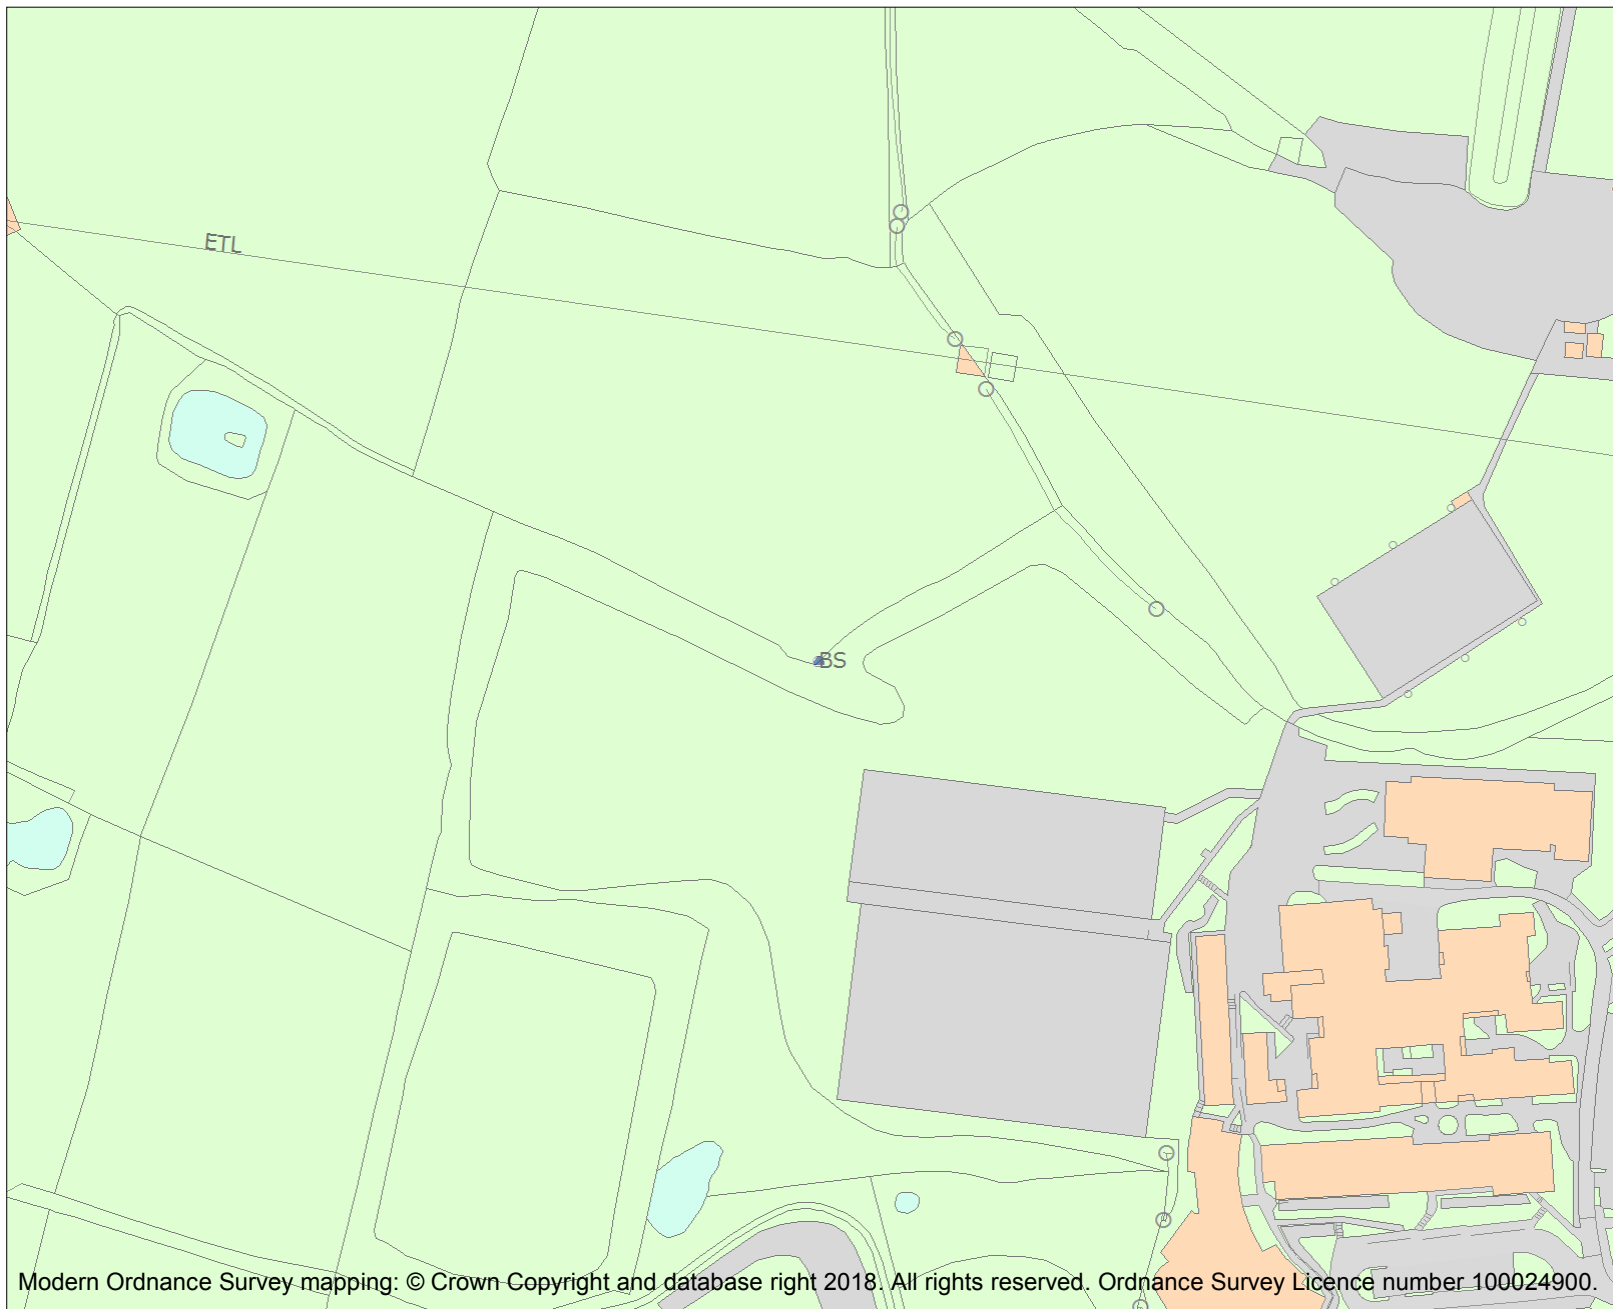 ETL
BS
Modern Ordnance Survey mapping: © Crown Copyright and database right 2018. All rights reserved. Ordnance Survey Licence number 100024900.